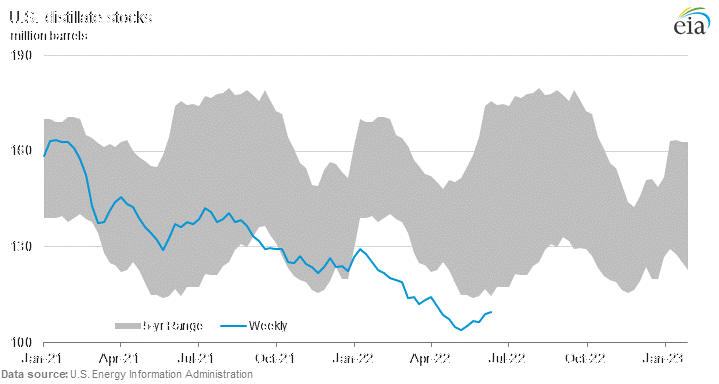 U.S. distillate stocks
million barrels
eia
190
160
130
100
5-yr Range
Weekly
Jan-21 Apr-21 Jul-21 Oct-21 Jan-22 Apr-22 Jul-22 Oct-22 Jan-23
Data source: U.S. Energy Information Administration